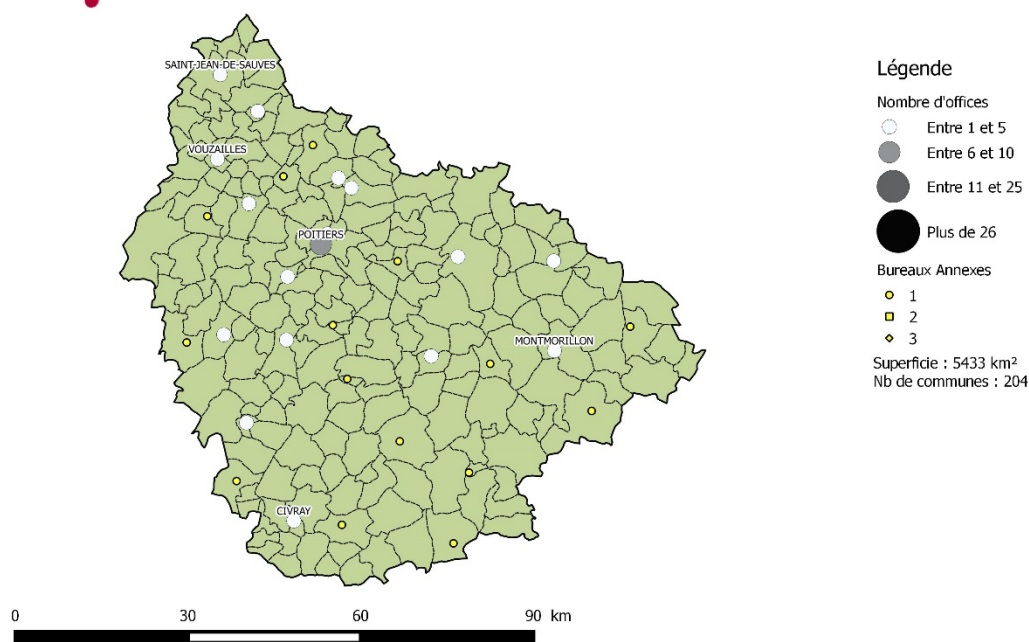 SAINT-JEAN-DE-SAUVES
VOUZAILLES
POITIERS
MONTMORILLON
CIVRAY
Légende
Nombre d'offices
Entre 1 et 5
Entre 6 et 10
Entre 11 et 25
Plus de 26
Bureaux Annexes
1
2
3
Superficie : 5433 km²
Nb de communes : 204
0 30 60 90 km